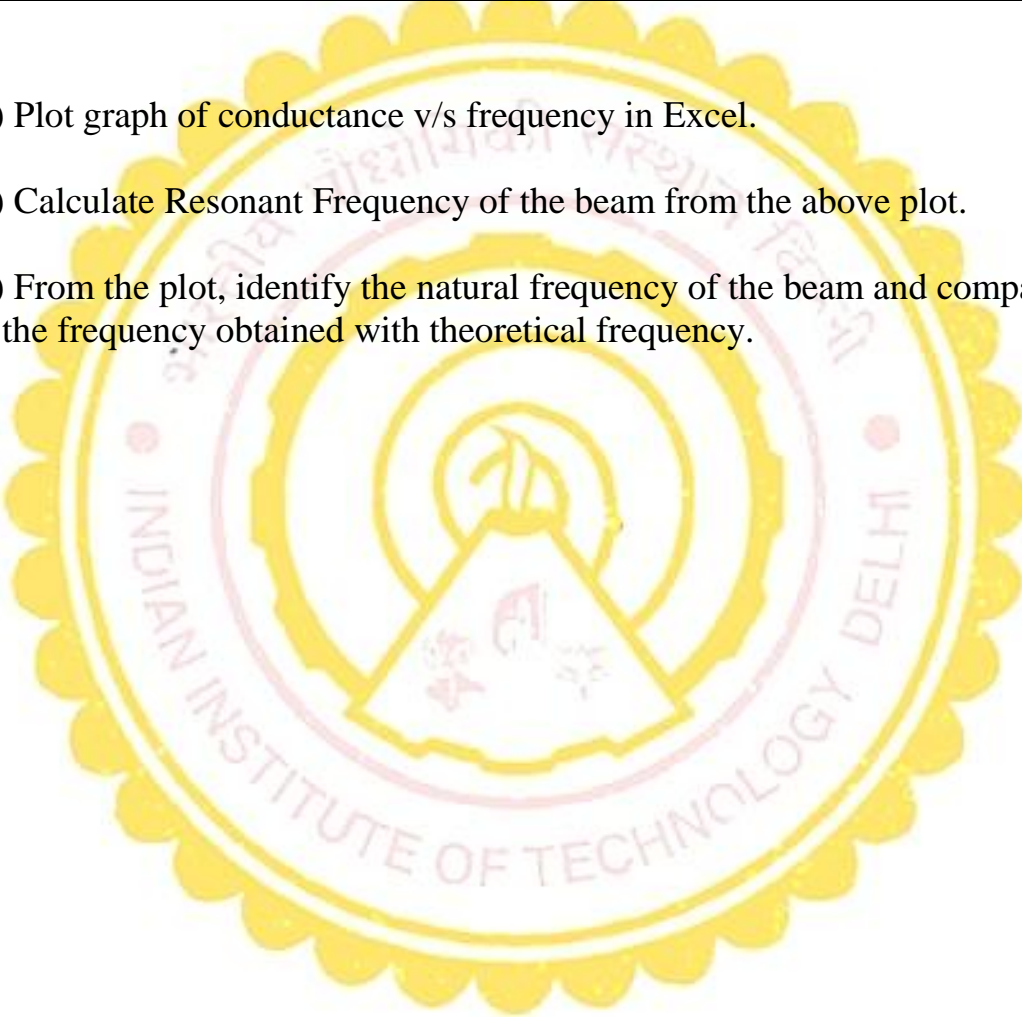 ) Plot graph of conductance v/s frequency in Excel.
) Calculate Resonant Frequency of the beam from the above plot.
) From the plot, identify the natural frequency of the beam and compa
the frequency obtained with theoretical frequency.
INDIAN INSTITUTE OF TECHNOLOGY DELHI